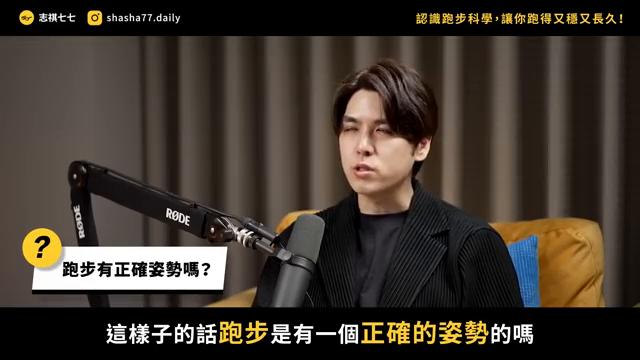 志祺七七
shasha77.daily
認識跑步科學，讓你跑得又穩又長久！
RØDE
RØDE
?
跑步有正確姿勢嗎？
這樣子的話跑步是有一個正確的姿勢的嗎